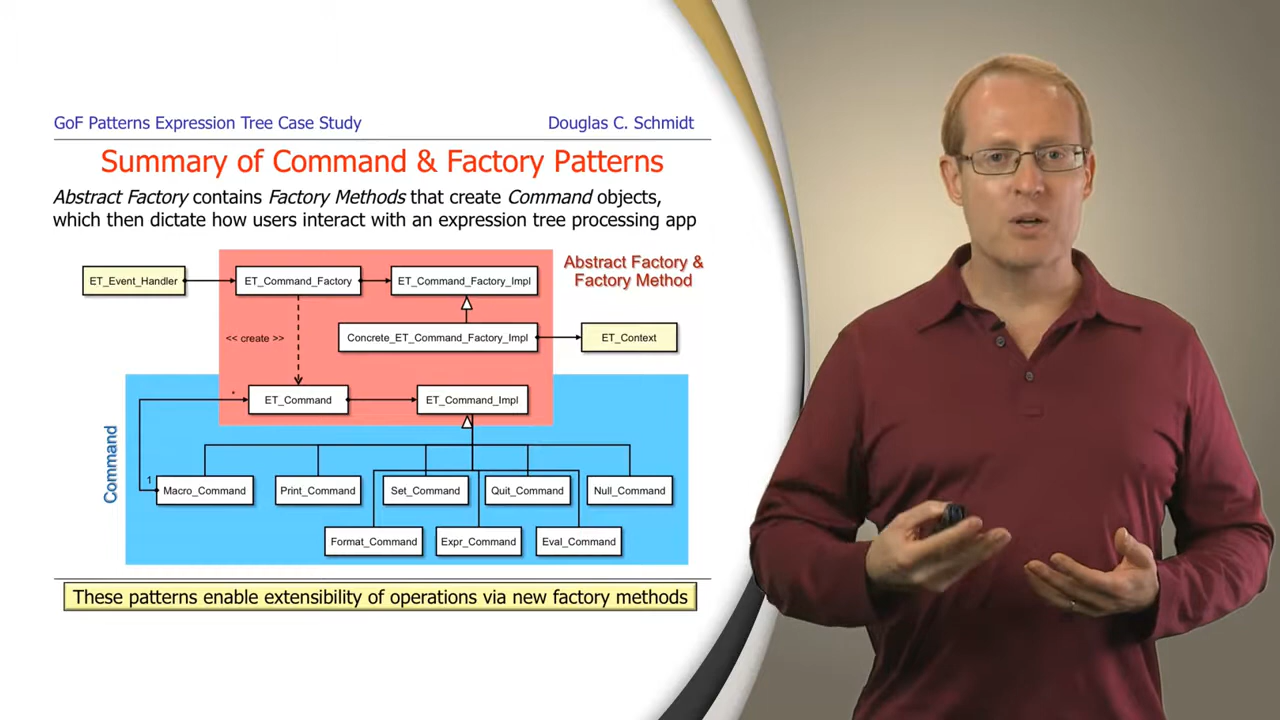 GoF Patterns Expression Tree Case Study
Douglas C. Schmidt
Summary of Command & Factory Patterns
Abstract Factory contains Factory Methods that create Command objects,
which then dictate how users interact with an expression tree processing app
Abstract Factory &
Factory Method
ET_Event_Handler
ET_Command_Factory
ET_Command_Factory_Impl
<< create >>
Concrete_ET_Command_Factory_Impl
ET_Context
*
ET_Command
ET_Command_Impl
Command
1
Macro_Command
Print_Command
Set_Command
Quit_Command
Null_Command
Format_Command
Expr_Command
Eval_Command
These patterns enable extensibility of operations via new factory methods